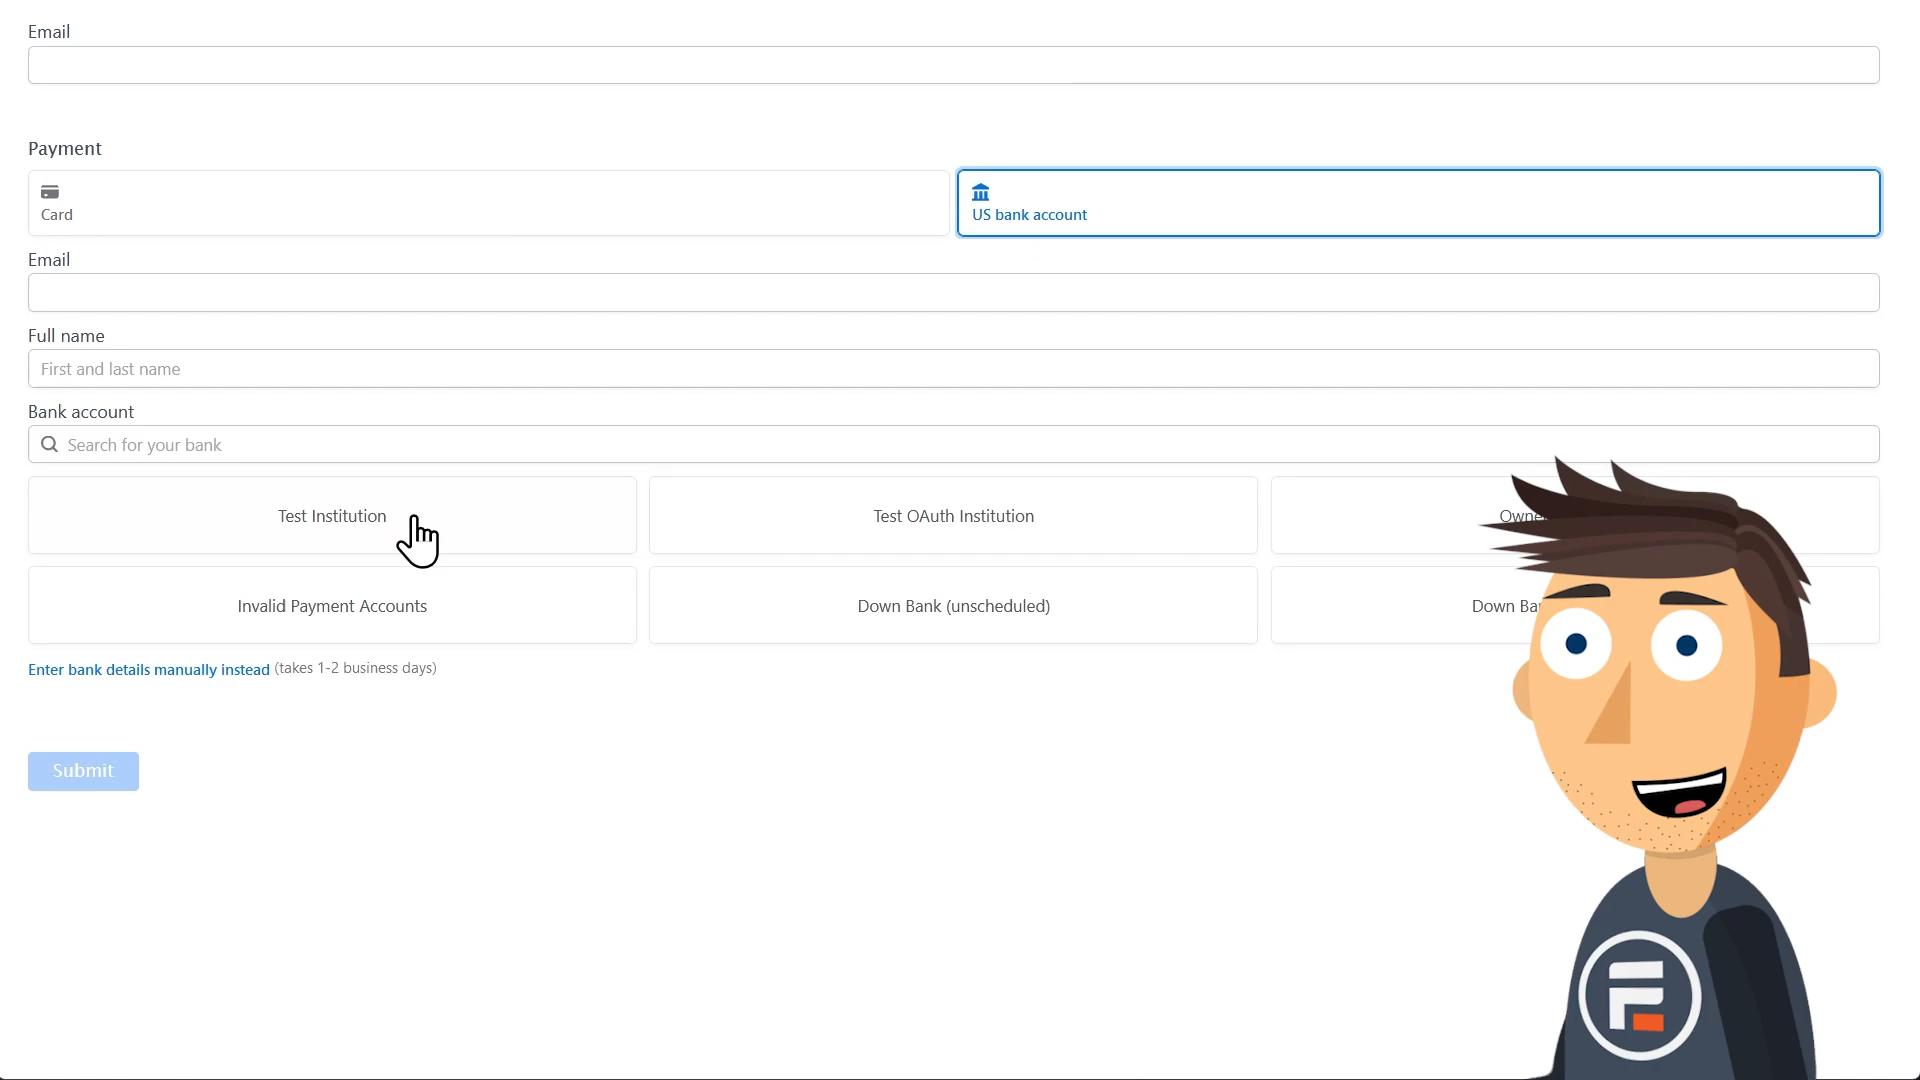 Email
Payment
Card
US bank account
Email
Full name
First and last name
Bank account
Search for your bank
Test Institution
Test OAuth Institution
Invalid Payment Accounts
Down Bank (unscheduled)
Down
Enter bank details manually instead (takes 1-2 business days)
Submit